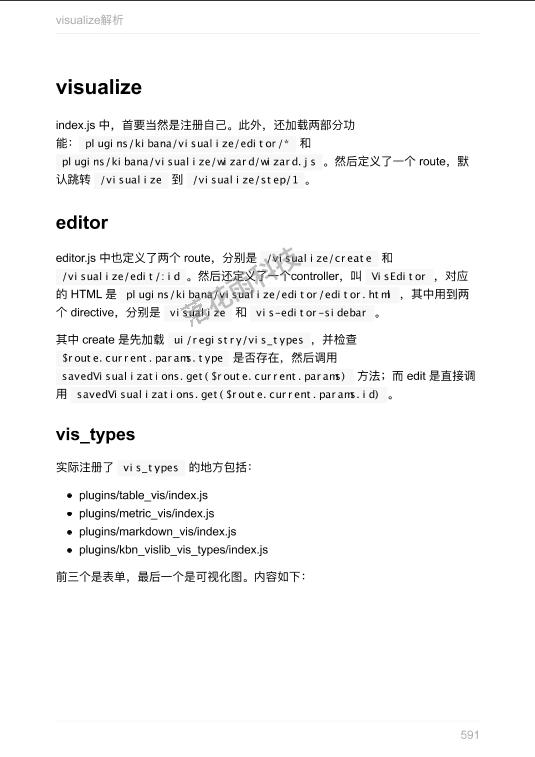 visualize解析
visualize
index.js 中，首要当然是注册自己。此外，还加载两部分功
能： plugins/kibana/visualize/editor/* 和
plugins/kibana/visualize/wizard/wizard.js 。然后定义了一个 route，默
认跳转 /visualize 到 /visualize/step/1 。
editor
editor.js 中也定义了两个 route，分别是 /visualize/create 和
/visualize/edit/:id 。然后还定义了一个controller，叫 VisEditor ，对应
的 HTML 是 plugins/kibana/visualize/editor/editor.html ，其中用到两
个 directive，分别是 visualize 和 vis-editor-sidebar 。
其中 create 是先加载 ui/registry/vis_types ，并检查
$route.current.params.type 是否存在，然后调用
savedVisualizations.get($route.current.params) 方法；而 edit 是直接调
用 savedVisualizations.get($route.current.params.id) 。
vis_types
实际注册了 vis_types 的地方包括：
plugins/table_vis/index.js
plugins/metric_vis/index.js
plugins/markdown_vis/index.js
plugins/kbn_vislib_vis_types/index.js
前三个是表单，最后一个是可视化图。内容如下：
落花雨科技
591